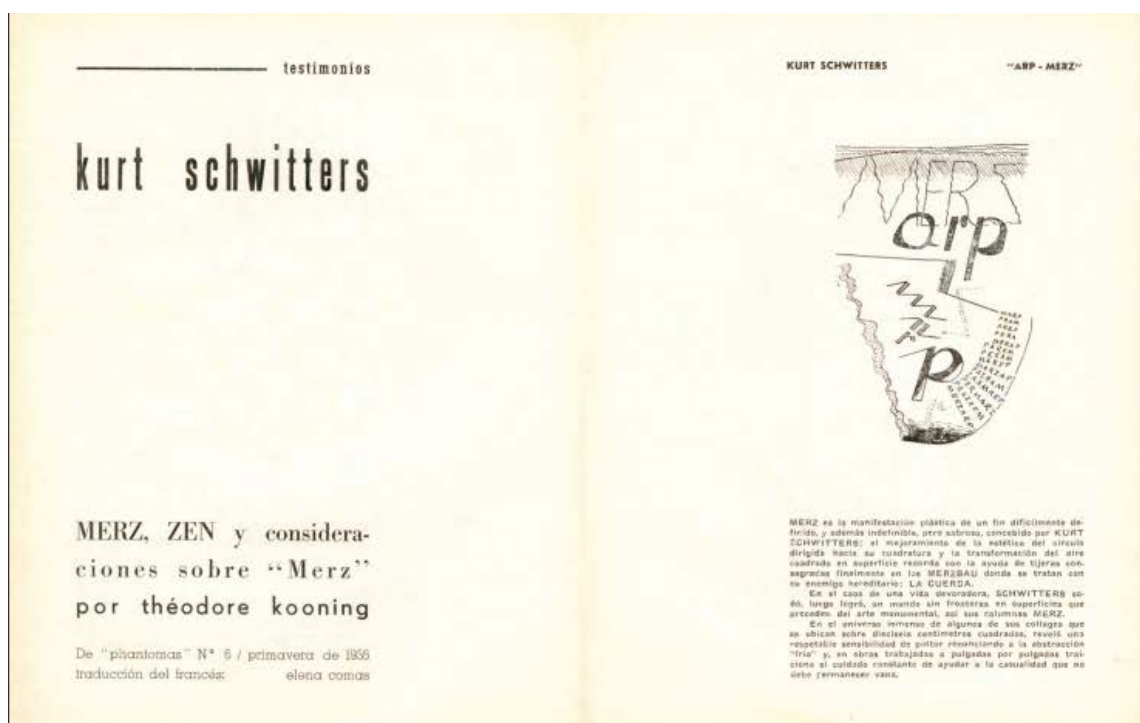 testimonios
kurt schwitters
MERZ, ZEN y considera-
ciones sobre “Merz”
por théodore kooning
De “phantomas” N° 6 / primavera de 1956
traducción del francés: elena comas
KURT SCHWITTERS “ARP - MERZ”
MERZ
arp
p
MERZ es la manifestación plástica de un fin difícilmente de-
finido, y además indefinible, pero sabroso, concebido por KURT
SCHWITTERS: el mejoramiento de la estética del círculo
dirigida hacia su cuadratura y la transformación del aire
cuadrado en superficie redonda con la ayuda de tijeras con-
sagradas finalmente en las MERZBAU donde se tratan con
su enemigo hereditario: LA CUERDA.
En el caos de una vida devoradora, SCHWITTERS so-
ñó, luego logró, un mundo sin fronteras en superficies que
proceden del arte monumental, así sus columnas MERZ.
En el universo inmenso de algunos de sus collages que
se ubican sobre dieciseis centímetros cuadrados, reveló una
respetable sensibilidad de pintor renunciando a la abstracción
“fría” y, en obras trabajadas a pulgadas por pulgadas trai-
ciona el cuidado constante de ayudar a la casualidad que no
debe permanecer vana.